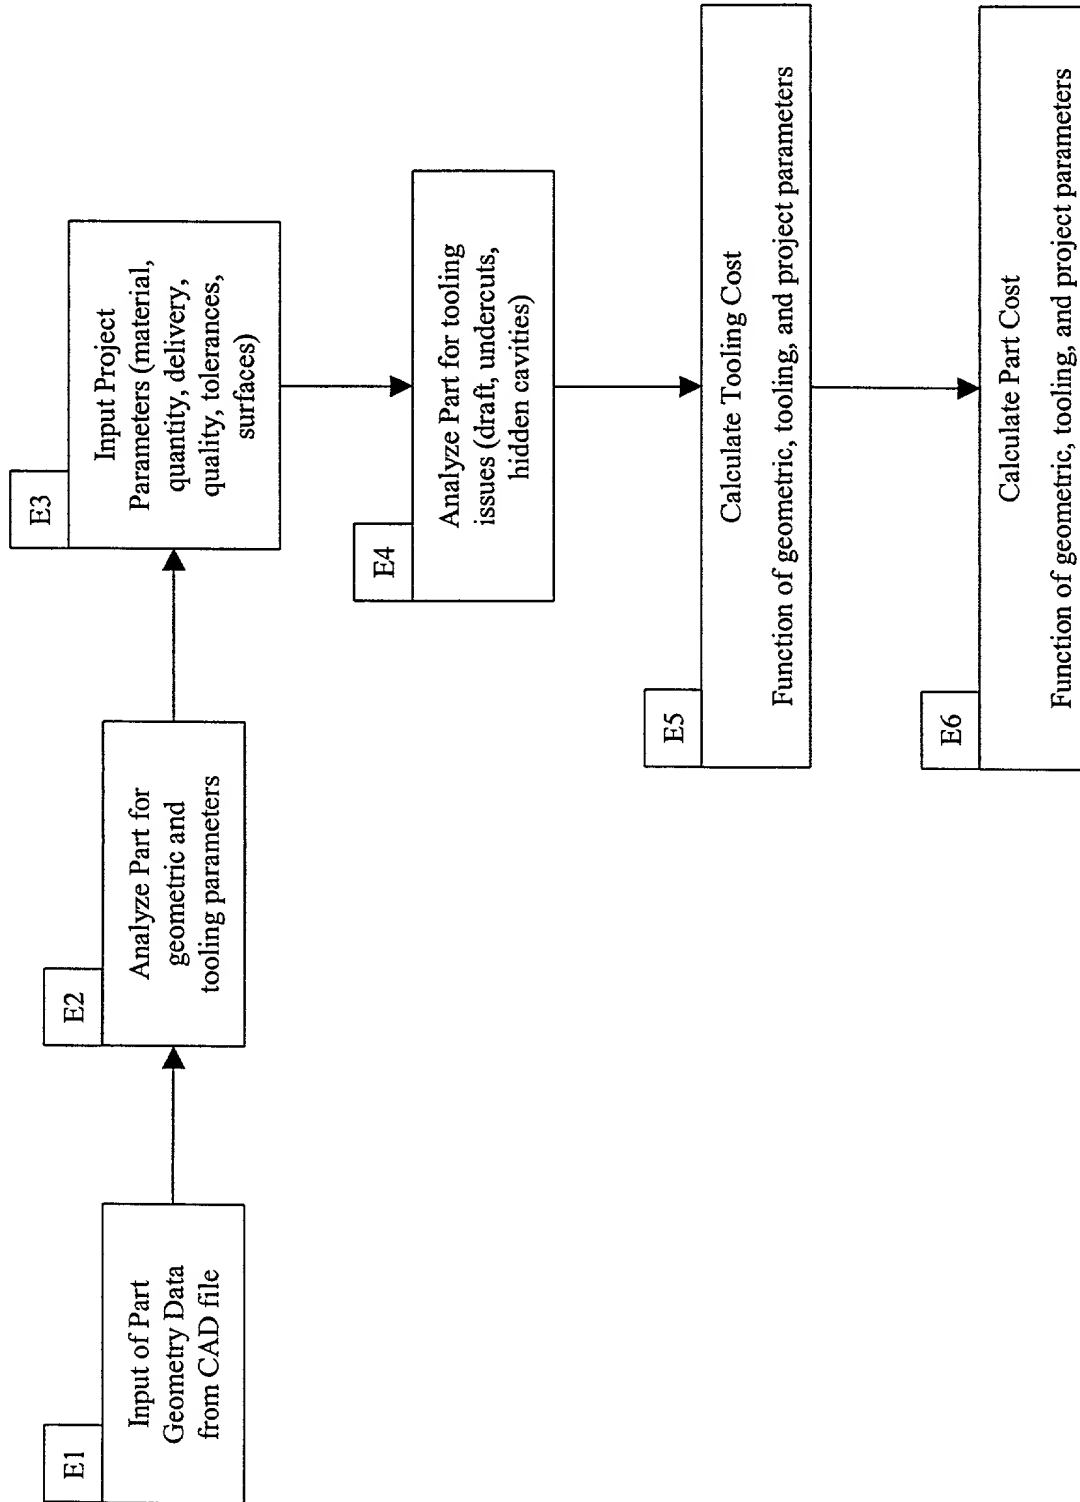 E1
Input of Part
Geometry Data
from CAD file
E2
Analyze Part for
geometric and
tooling parameters
E3
Input Project
Parameters (material,
quantity, delivery,
quality, tolerances,
surfaces)
E4
Analyze Part for tooling
issues (draft, undercuts,
hidden cavities)
E5
Calculate Tooling Cost
Function of geometric, tooling, and project parameters
E6
Calculate Part Cost
Function of geometric, tooling, and project parameters